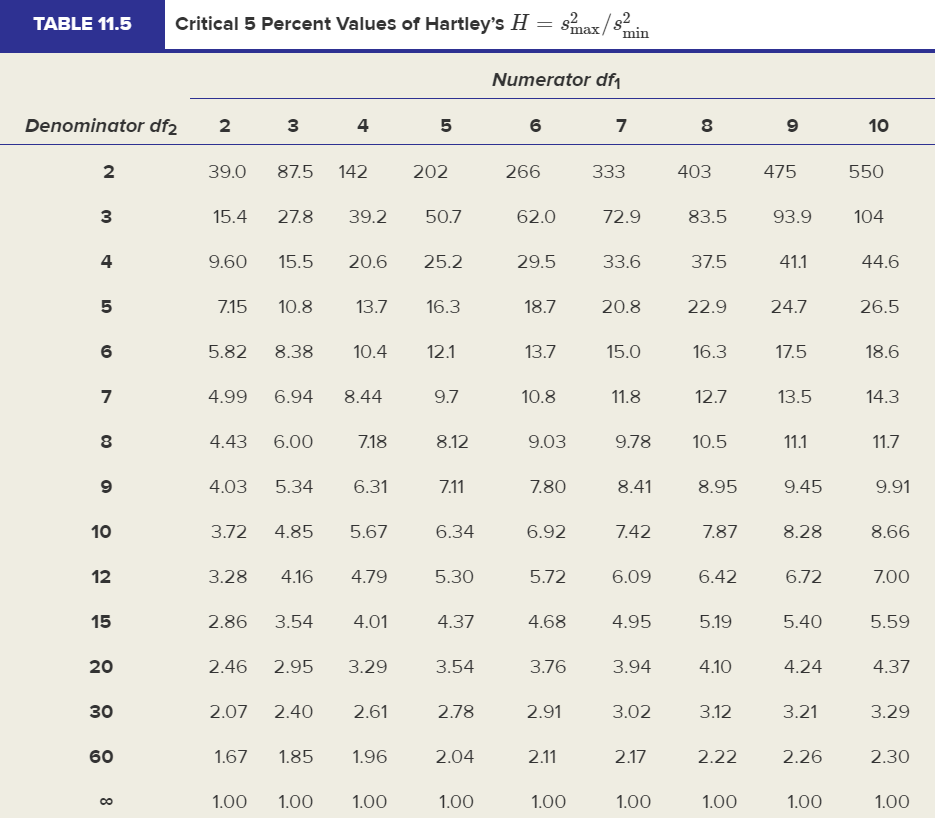 TABLE 11.5 Critical 5 Percent Values of Hartley's H = s²max/s²min
Numerator df₁
Denominator df₂ 2 3 4 5 6 7 8 9 10
2 39.0 87.5 142 202 266 333 403 475 550
3 15.4 27.8 39.2 50.7 62.0 72.9 83.5 93.9 104
4 9.60 15.5 20.6 25.2 29.5 33.6 37.5 41.1 44.6
5 7.15 10.8 13.7 16.3 18.7 20.8 22.9 24.7 26.5
6 5.82 8.38 10.4 12.1 13.7 15.0 16.3 17.5 18.6
7 4.99 6.94 8.44 9.7 10.8 11.8 12.7 13.5 14.3
8 4.43 6.00 7.18 8.12 9.03 9.78 10.5 11.1 11.7
9 4.03 5.34 6.31 7.11 7.80 8.41 8.95 9.45 9.91
10 3.72 4.85 5.67 6.34 6.92 7.42 7.87 8.28 8.66
12 3.28 4.16 4.79 5.30 5.72 6.09 6.42 6.72 7.00
15 2.86 3.54 4.01 4.37 4.68 4.95 5.19 5.40 5.59
20 2.46 2.95 3.29 3.54 3.76 3.94 4.10 4.24 4.37
30 2.07 2.40 2.61 2.78 2.91 3.02 3.12 3.21 3.29
60 1.67 1.85 1.96 2.04 2.11 2.17 2.22 2.26 2.30
∞ 1.00 1.00 1.00 1.00 1.00 1.00 1.00 1.00 1.00